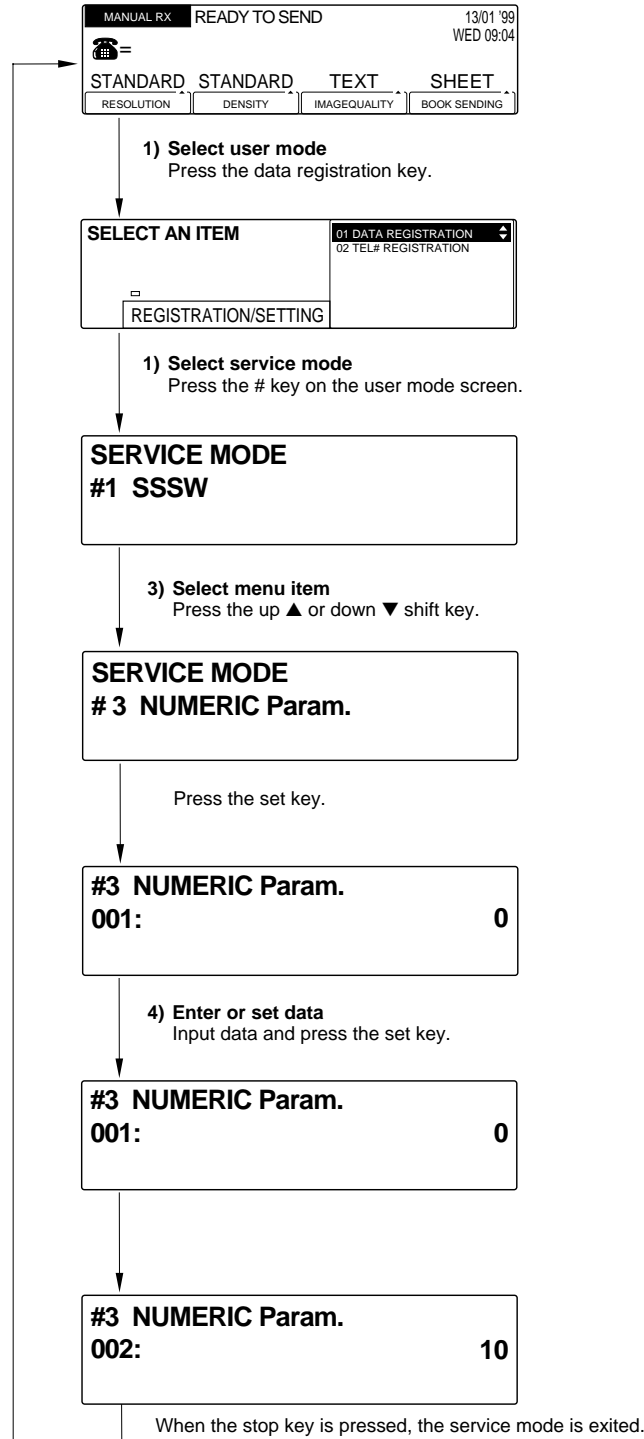 MANUAL RX READY TO SEND 13/01 '99
WED 09:04
☎=
STANDARD STANDARD TEXT SHEET
RESOLUTION DENSITY IMAGEQUALITY BOOK SENDING
1) Select user mode
Press the data registration key.
SELECT AN ITEM 01 DATA REGISTRATION
02 TEL# REGISTRATION
REGISTRATION/SETTING
1) Select service mode
Press the # key on the user mode screen.
SERVICE MODE
#1 SSSW
3) Select menu item
Press the up ▲ or down ▼ shift key.
SERVICE MODE
# 3 NUMERIC Param.
Press the set key.
#3 NUMERIC Param.
001: 0
4) Enter or set data
Input data and press the set key.
#3 NUMERIC Param.
001: 0
#3 NUMERIC Param.
002: 10
When the stop key is pressed, the service mode is exited.